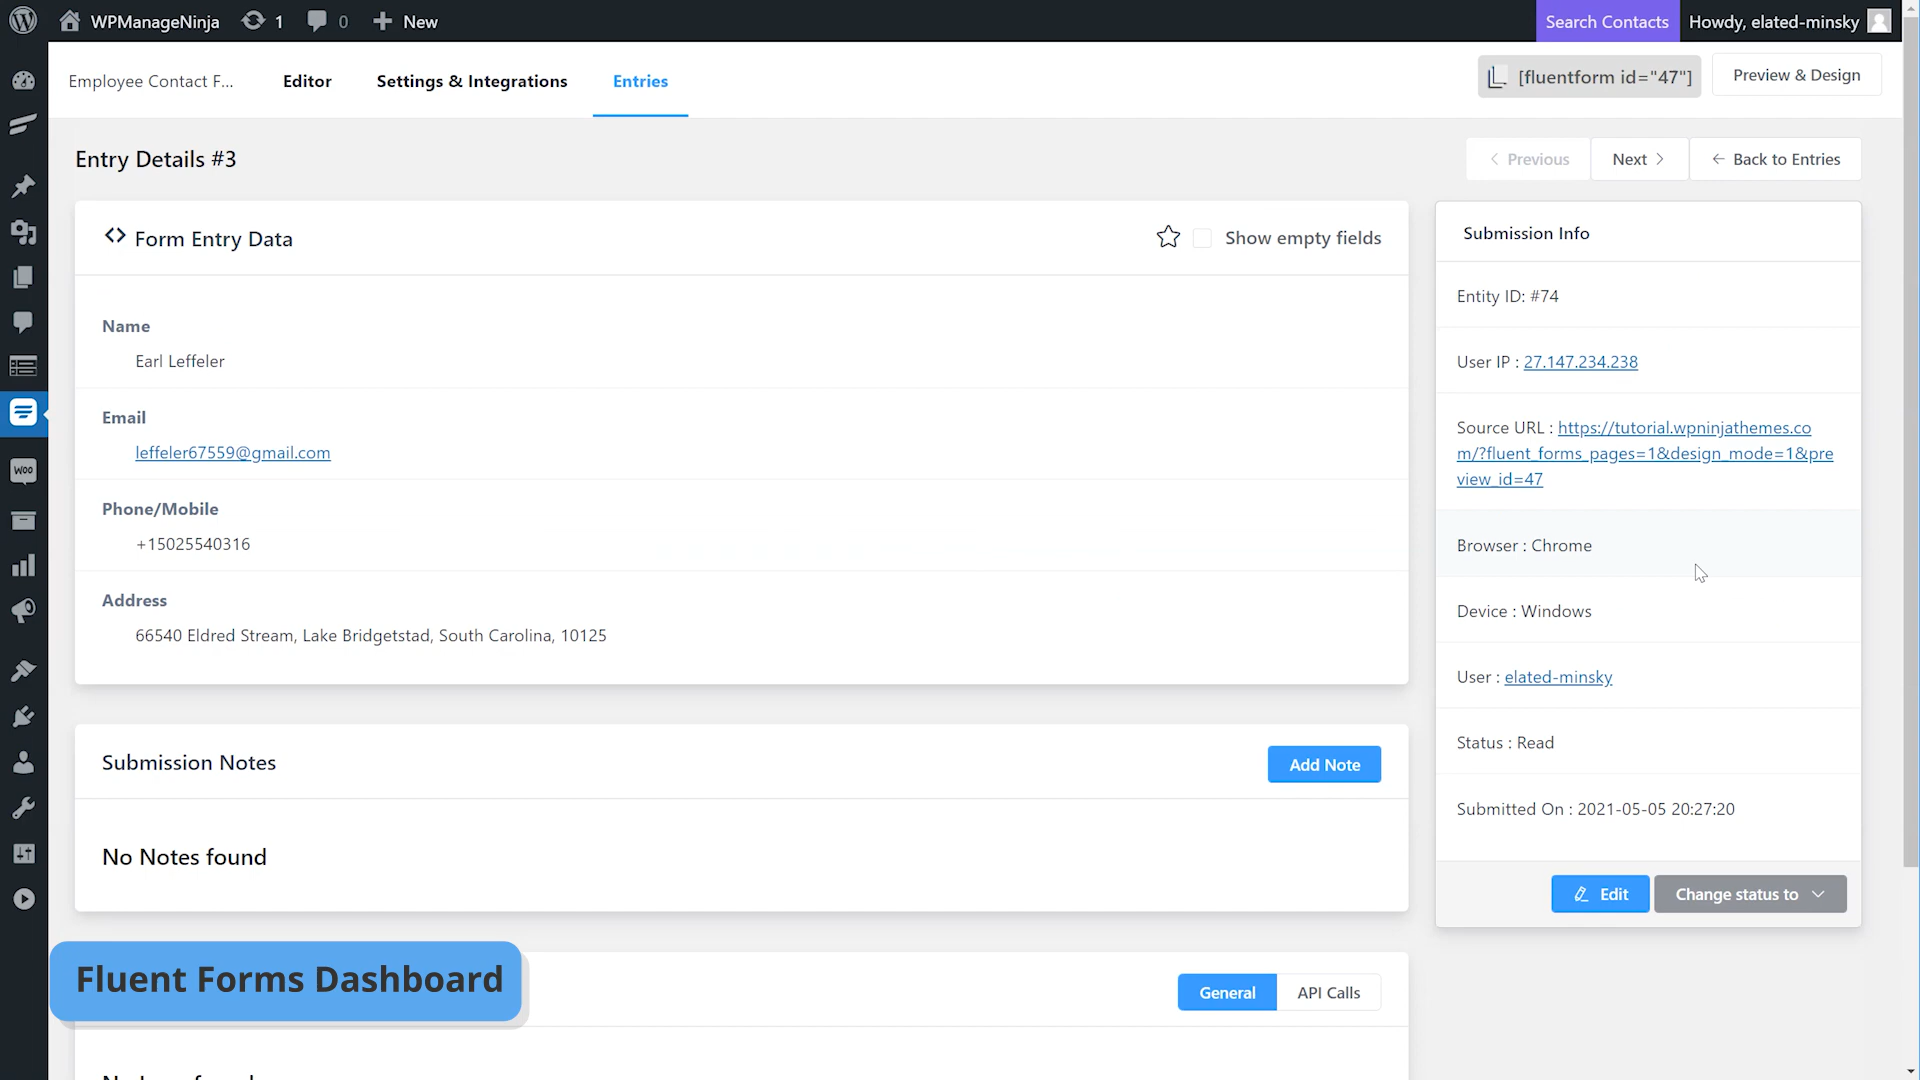 WPManageNinja 1 0 New Search Contacts Howdy, elated-minsky
Employee Contact F... Editor Settings & Integrations Entries [fluentform id="47"] Preview & Design
Entry Details #3 Previous Next Back to Entries
Form Entry Data Show empty fields
Name
Earl Leffeler
Email
leffeler67559@gmail.com
Phone/Mobile
+15025540316
Address
66540 Eldred Stream, Lake Bridgetstad, South Carolina, 10125
Submission Notes Add Note
No Notes found
General API Calls
Submission Info
Entity ID: #74
User IP : 27.147.234.238
Source URL : https://tutorial.wpninjathemes.co
m/?fluent_forms_pages=1&design_mode=1&pre
view_id=47
Browser : Chrome
Device : Windows
User : elated-minsky
Status : Read
Submitted On : 2021-05-05 20:27:20
Edit Change status to
WOO
Fluent Forms Dashboard